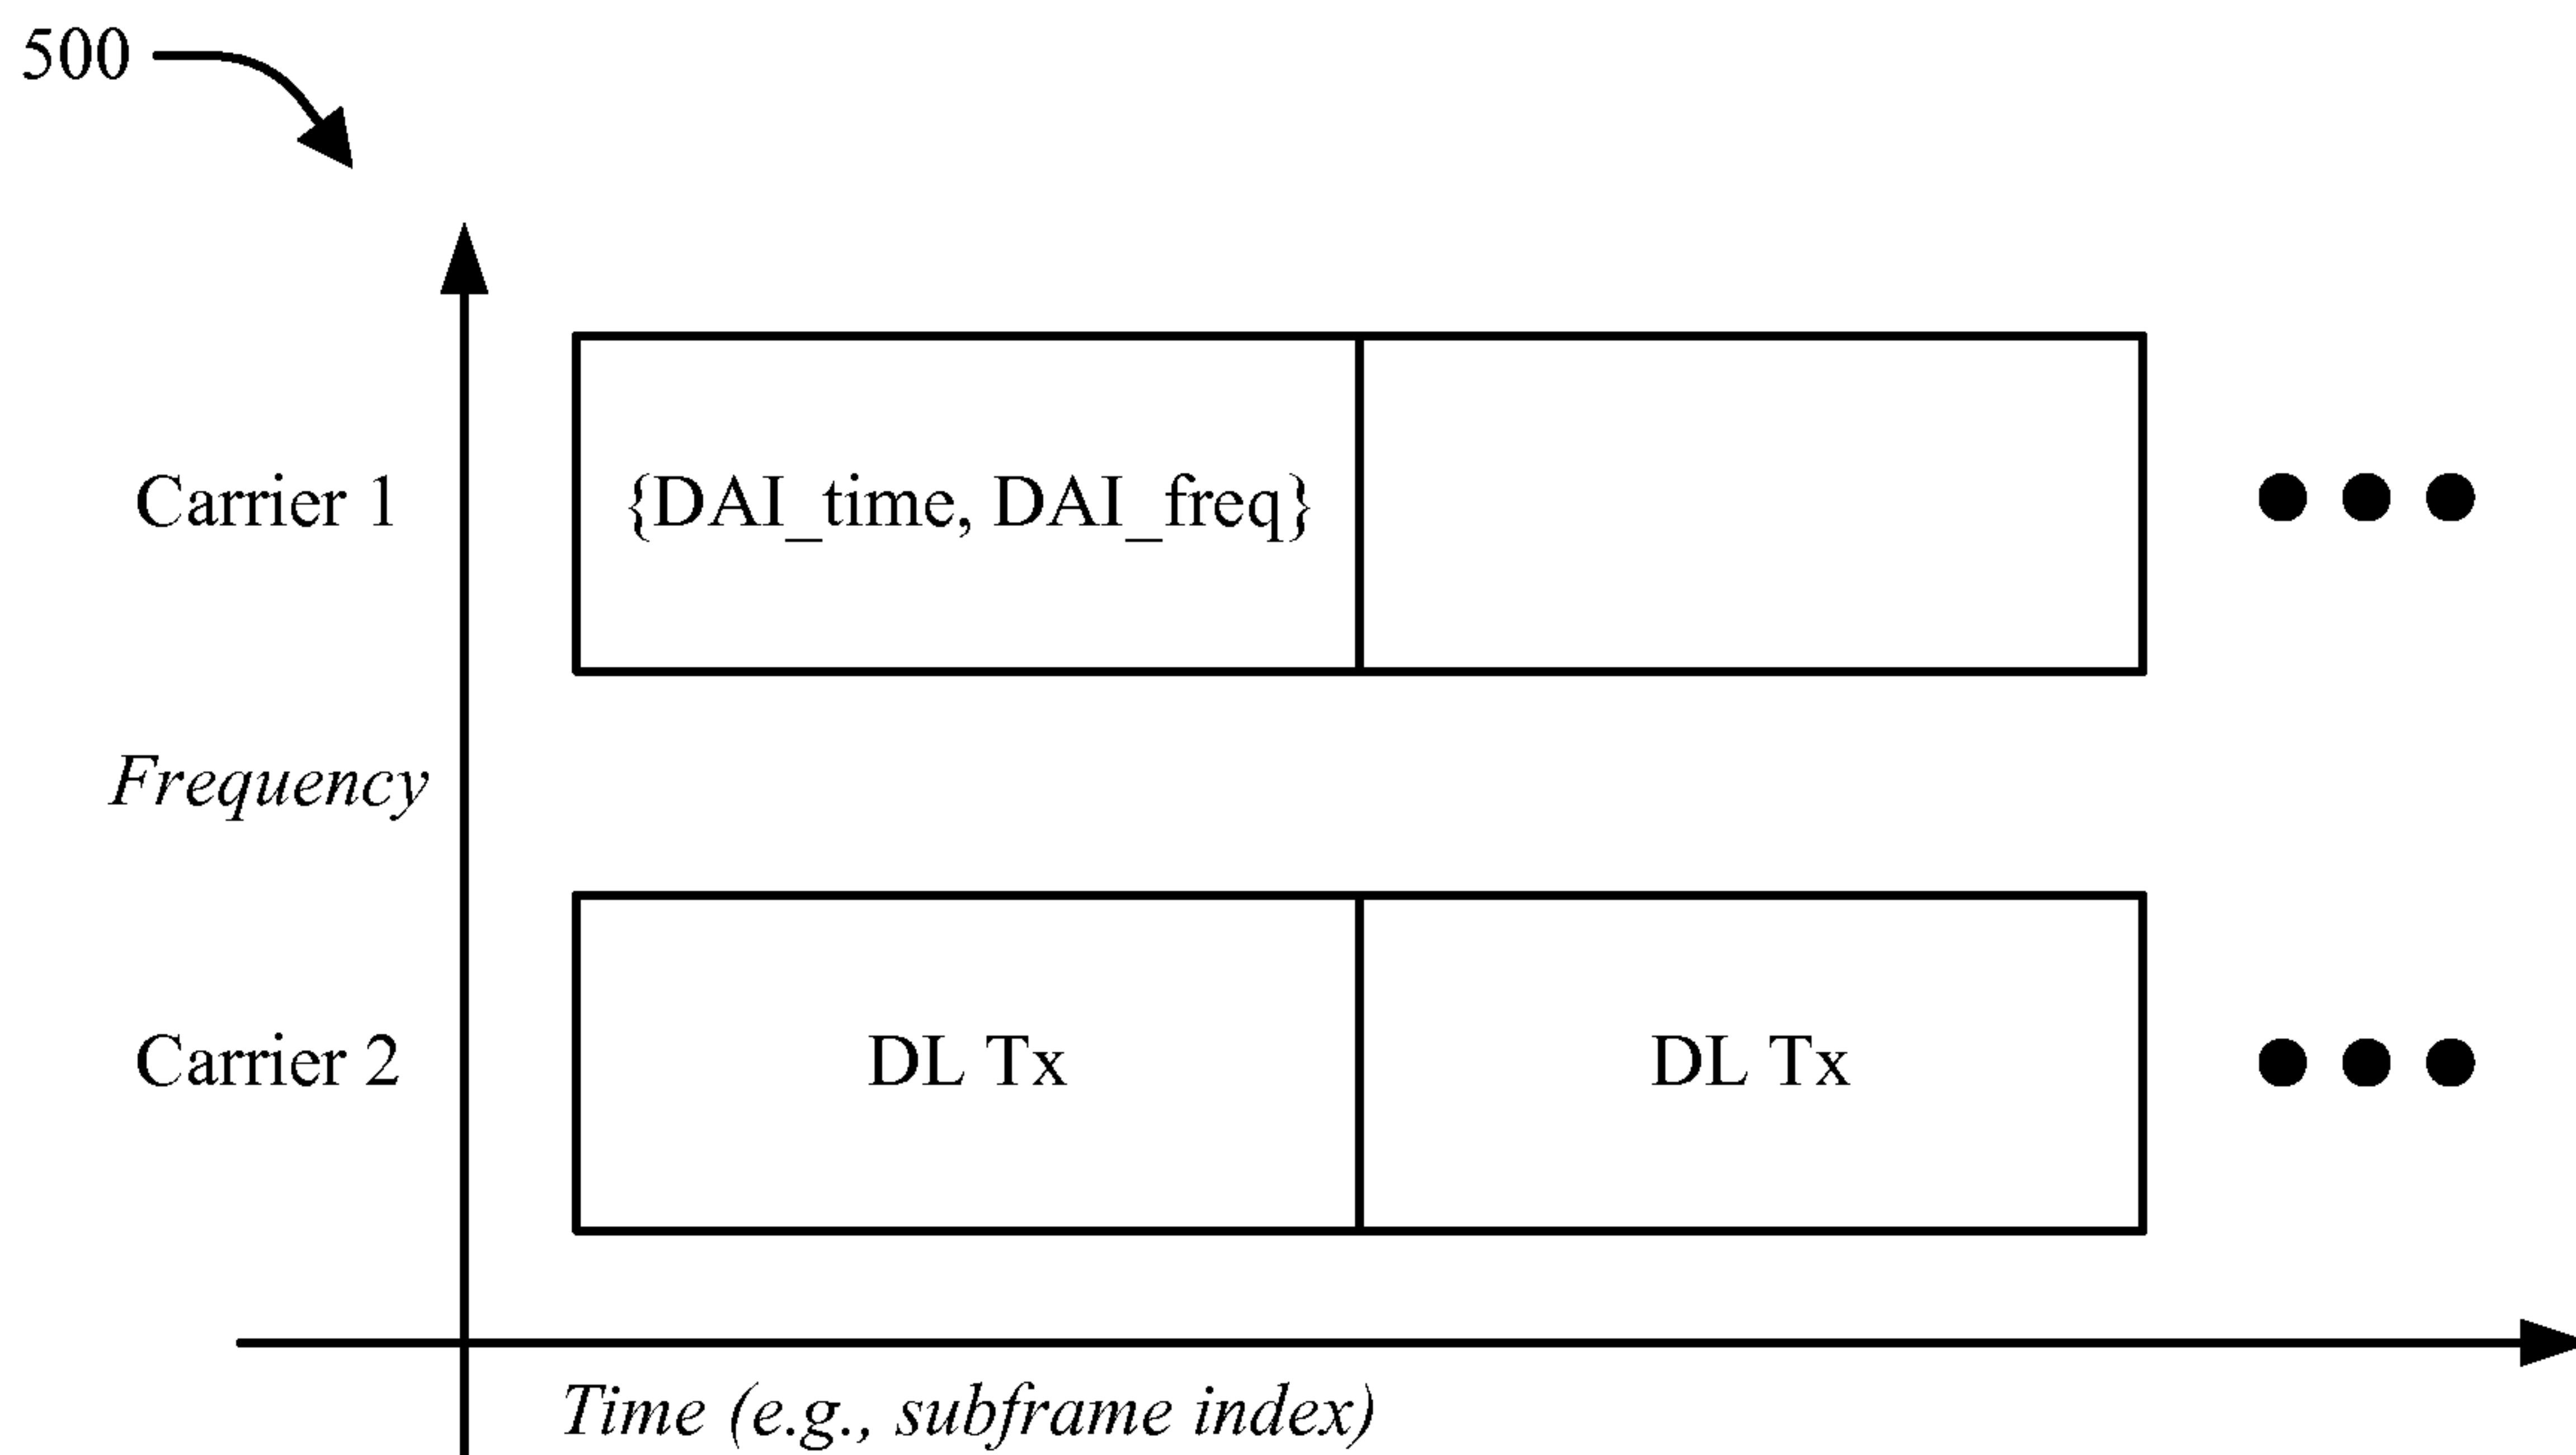 500
Carrier 1
{DAI_time, DAI_freq}
Frequency
Carrier 2
DL Tx
DL Tx
Time (e.g., subframe index)